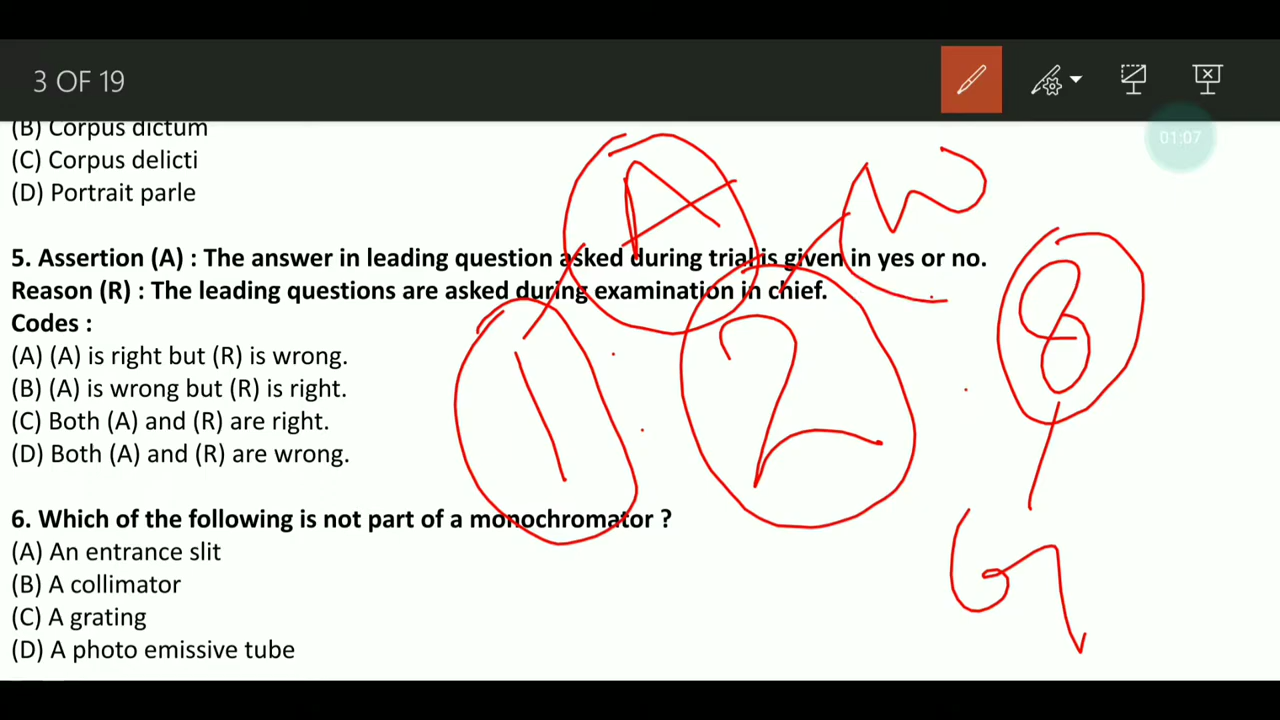 3 OF 19
01:07
(B) Corpus dictum
(C) Corpus delicti
(D) Portrait parle
5. Assertion (A) : The answer in leading question asked during trial is given in yes or no.
Reason (R) : The leading questions are asked during examination in chief.
Codes :
(A) (A) is right but (R) is wrong.
(B) (A) is wrong but (R) is right.
(C) Both (A) and (R) are right.
(D) Both (A) and (R) are wrong.
6. Which of the following is not part of a monochromator ?
(A) An entrance slit
(B) A collimator
(C) A grating
(D) A photo emissive tube
A
1
2
8